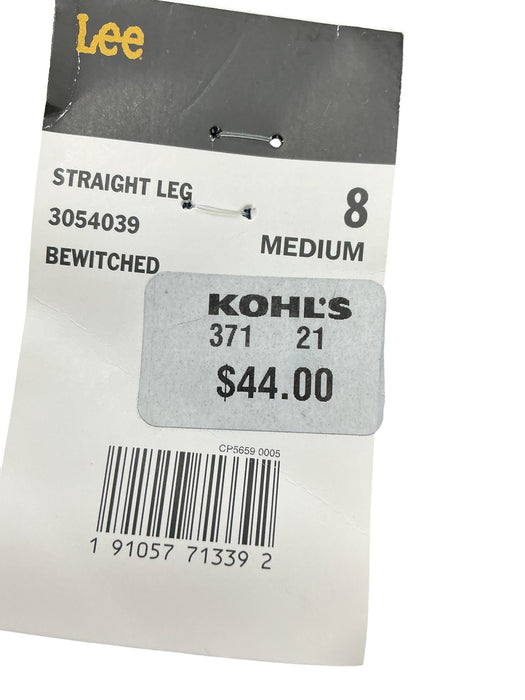 Lee
STRAIGHT LEG
3054039
BEWITCHED
8
MEDIUM
KOHL'S
371 21
$44.00
CP5659 0005
1 91057 71339 2